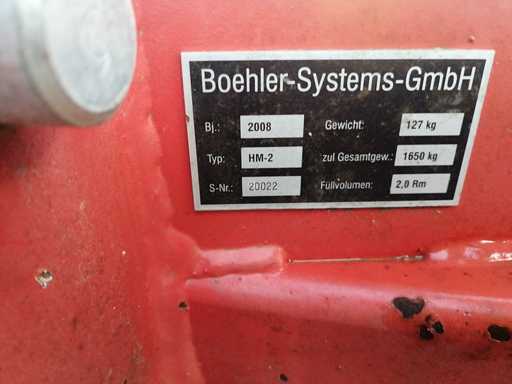 Boehler-Systems-GmbH
Bj.: 2008 Gewicht: 127 kg
Typ: HM-2 zul Gesamtgew.: 1650 kg
S-Nr.: 20022 Füllvolumen: 2,0 Rm